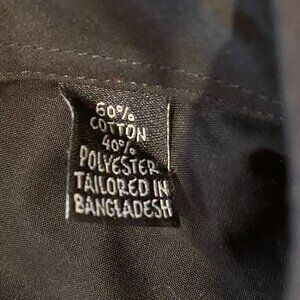 60%
COTTON
40%
POLYESTER
TAILORED IN
BANGLADESH